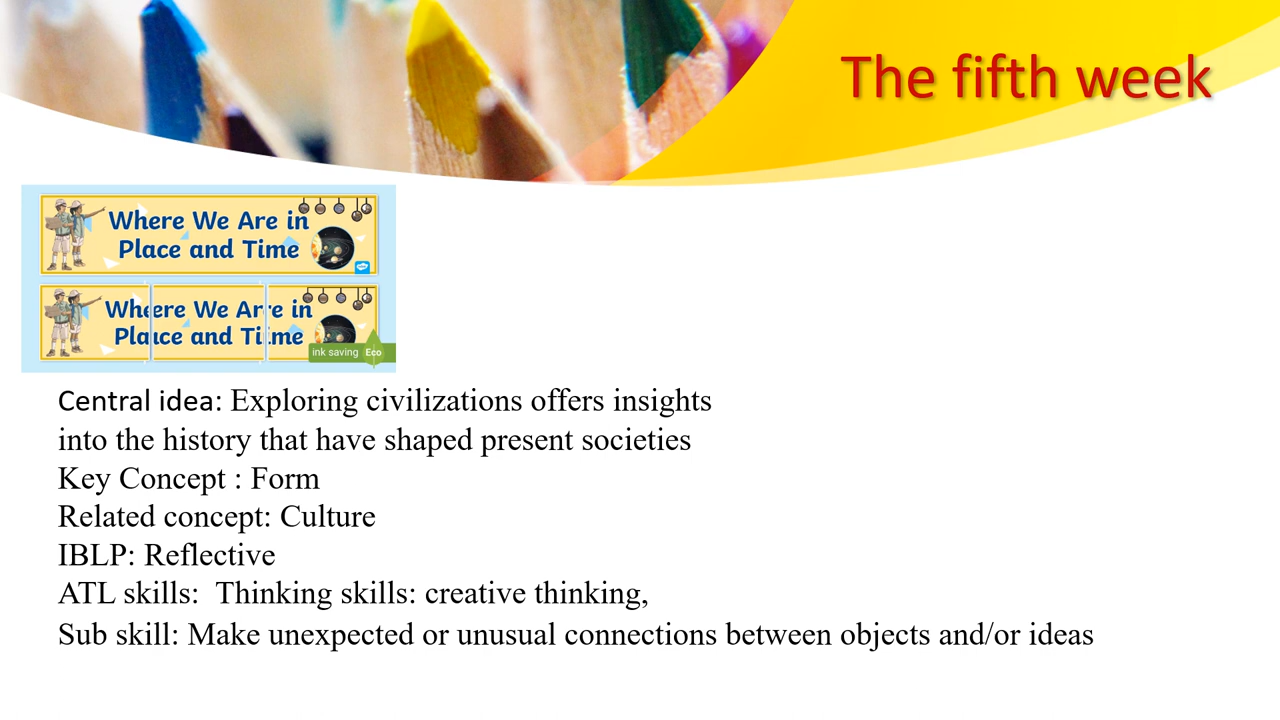 The fifth week
Where We Are in
Place and Time
Where We Are in
Place and Time
ink saving Eco
Central idea: Exploring civilizations offers insights
into the history that have shaped present societies
Key Concept : Form
Related concept: Culture
IBLP: Reflective
ATL skills:  Thinking skills: creative thinking,
Sub skill: Make unexpected or unusual connections between objects and/or ideas